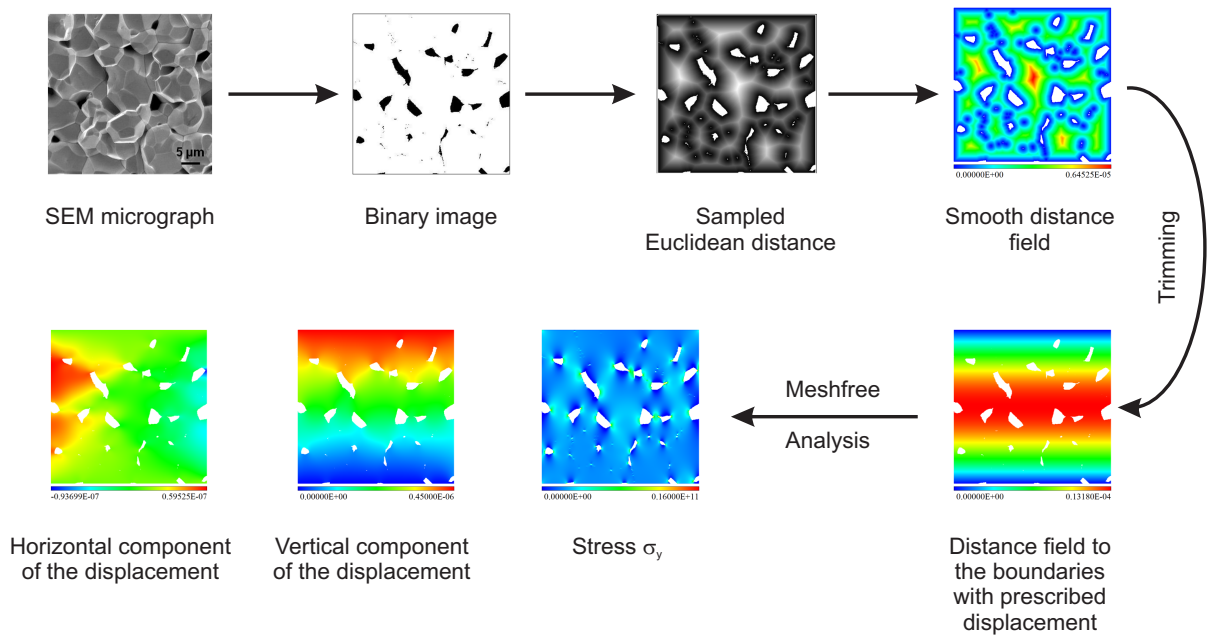 5 μm
SEM micrograph
Binary image
Sampled
Euclidean distance
0.00000E+00 0.64525E-05
Smooth distance
field
Trimming
Meshfree
Analysis
-0.93699E-07 0.59525E-07
Horizontal component
of the displacement
0.00000E+00 0.45000E-06
Vertical component
of the displacement
0.00000E+00 0.16000E+11
Stress σy
0.00000E+00 0.13180E-04
Distance field to
the boundaries
with prescribed
displacement